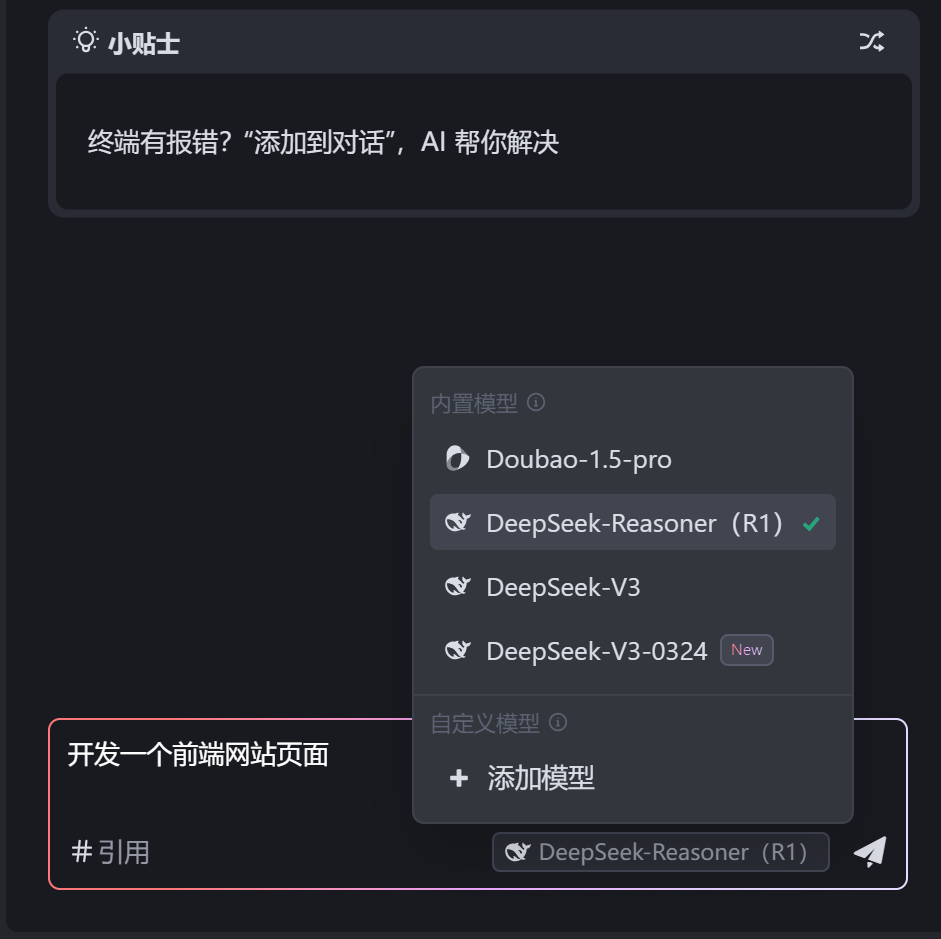 小贴士
终端有报错？“添加到对话”，AI 帮你解决
内置模型
Doubao-1.5-pro
DeepSeek-Reasoner（R1）
DeepSeek-V3
DeepSeek-V3-0324 New
自定义模型
添加模型
开发一个前端网站页面
#引用
DeepSeek-Reasoner（R1）